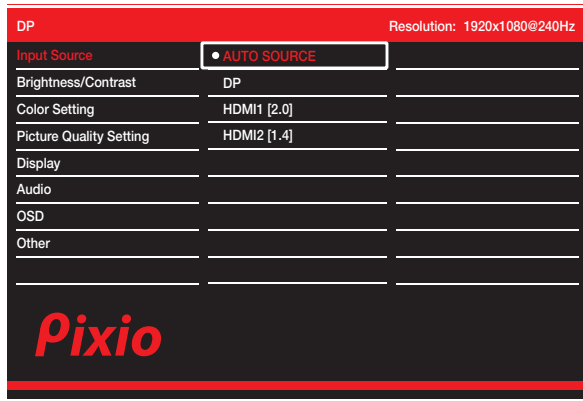 DP Resolution: 1920x1080@240Hz
Input Source AUTO SOURCE
Brightness/Contrast DP
Color Setting HDMI1 [2.0]
Picture Quality Setting HDMI2 [1.4]
Display
Audio
OSD
Other
Pixio